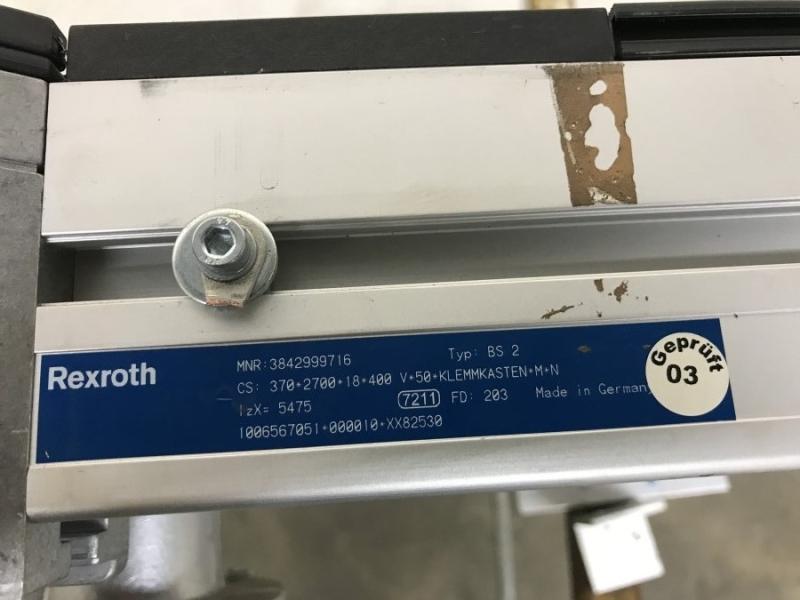 Rexroth
MNR:3842999716 Typ: BS 2
CS: 370*2700*18*400 V*50*KLEMMKASTEN*M*N
IzX= 5475 7211 FD: 203 Made in Germany
1006567051*000010*XX82530
Geprüft
03